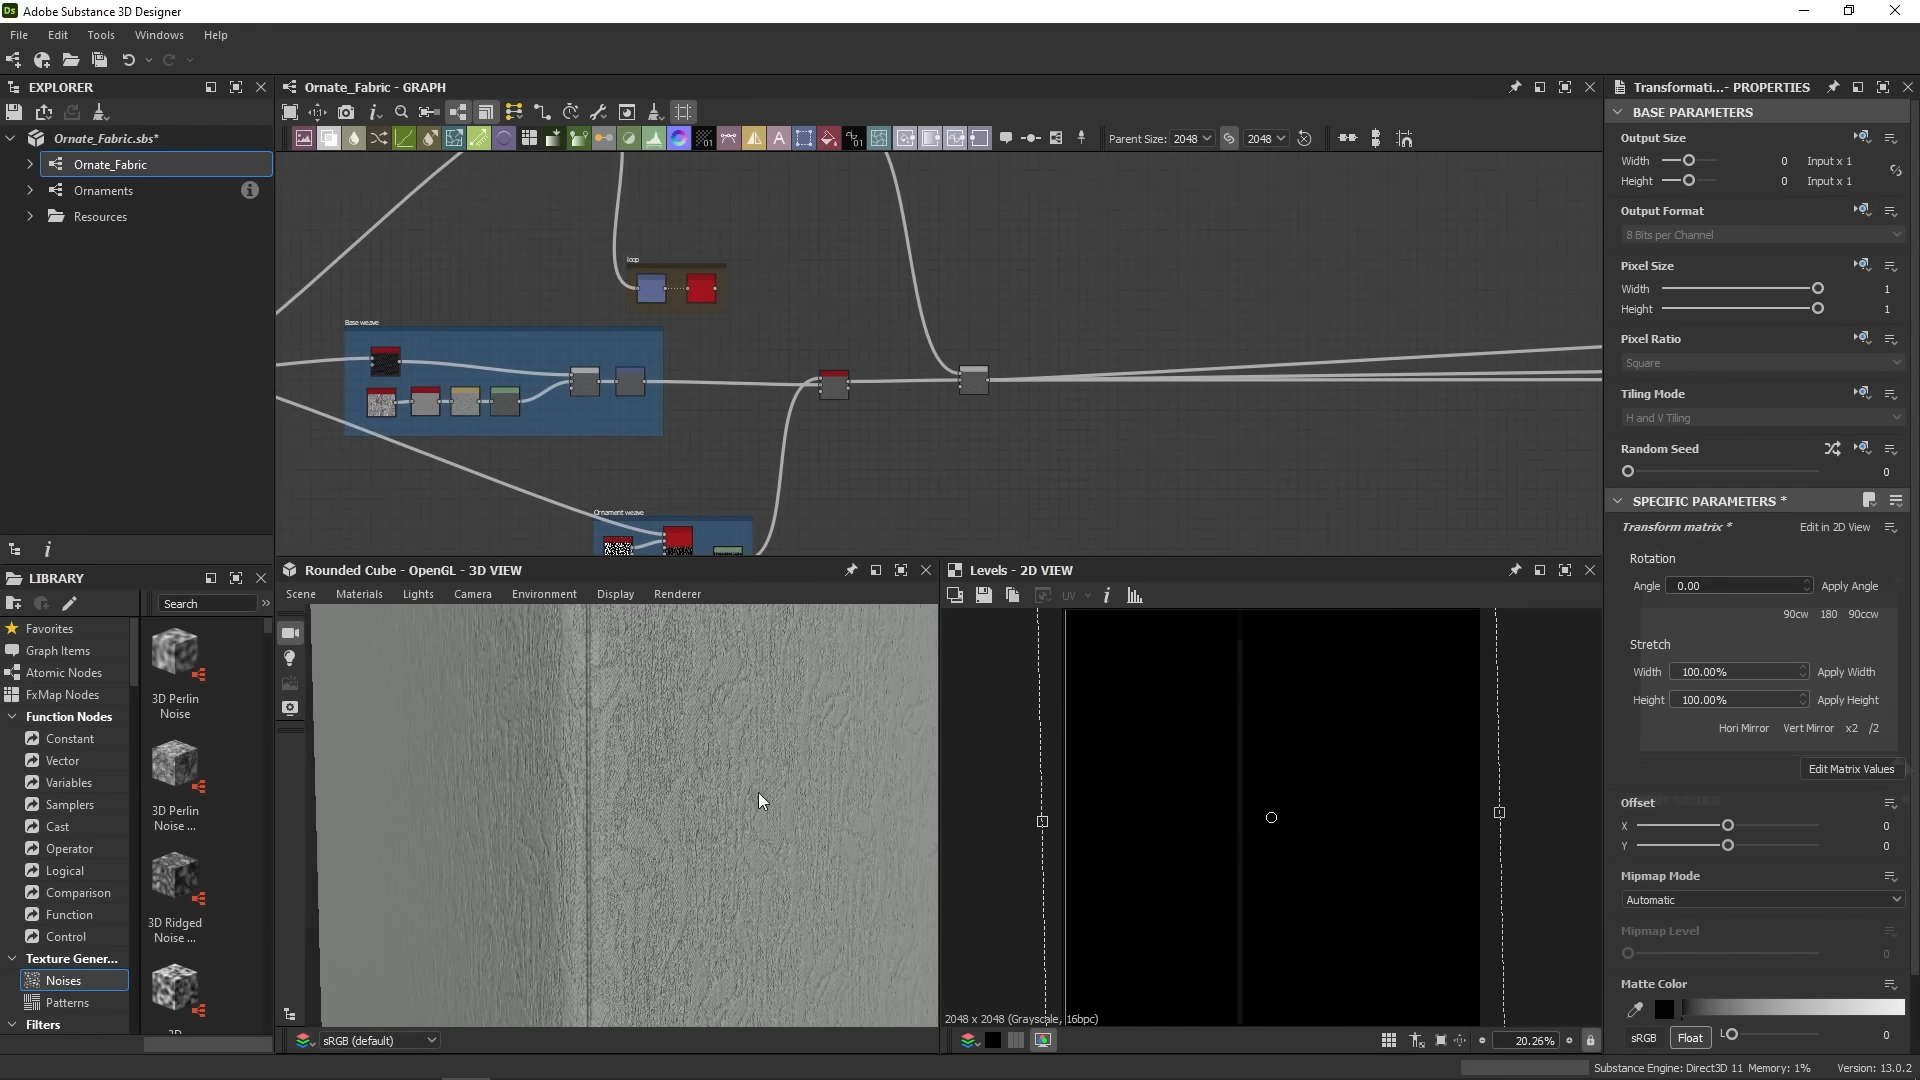 Ds Adobe Substance 3D Designer
File Edit Tools Windows Help
EXPLORER
Ornate_Fabric.sbs*
Ornate_Fabric
Ornaments
Resources
LIBRARY
Search »
Favorites
Graph Items
Atomic Nodes
FxMap Nodes
Function Nodes
Constant
Vector
Variables
Samplers
Cast
Operator
Logical
Comparison
Function
Control
Texture Gener...
Noises
Patterns
Filters
3D Perlin
Noise
3D Perlin
Noise ...
3D Ridged
Noise ...
3D
Ornate_Fabric - GRAPH
Parent Size: 2048 2048
loop
Base weave
Ornament weave
Rounded Cube - OpenGL - 3D VIEW
Scene Materials Lights Camera Environment Display Renderer
sRGB (default)
Levels - 2D VIEW
UV
2048 x 2048 (Grayscale, 16bpc)
20.26%
Transformati...- PROPERTIES
BASE PARAMETERS
Output Size
Width 0 Input x 1
Height 0 Input x 1
Output Format
8 Bits per Channel
Pixel Size
Width 1
Height 1
Pixel Ratio
Square
Tiling Mode
H and V Tiling
Random Seed
0
SPECIFIC PARAMETERS *
Transform matrix * Edit in 2D View
Rotation
Angle 0.00 Apply Angle
90cw 180 90ccw
Stretch
Width 100.00% Apply Width
Height 100.00% Apply Height
Hori Mirror Vert Mirror x2 /2
Edit Matrix Values
Offset
X 0
Y 0
Mipmap Mode
Automatic
Mipmap Level
0
Matte Color
sRGB Float L 0
Substance Engine: Direct3D 11 Memory: 1% Version: 13.0.2